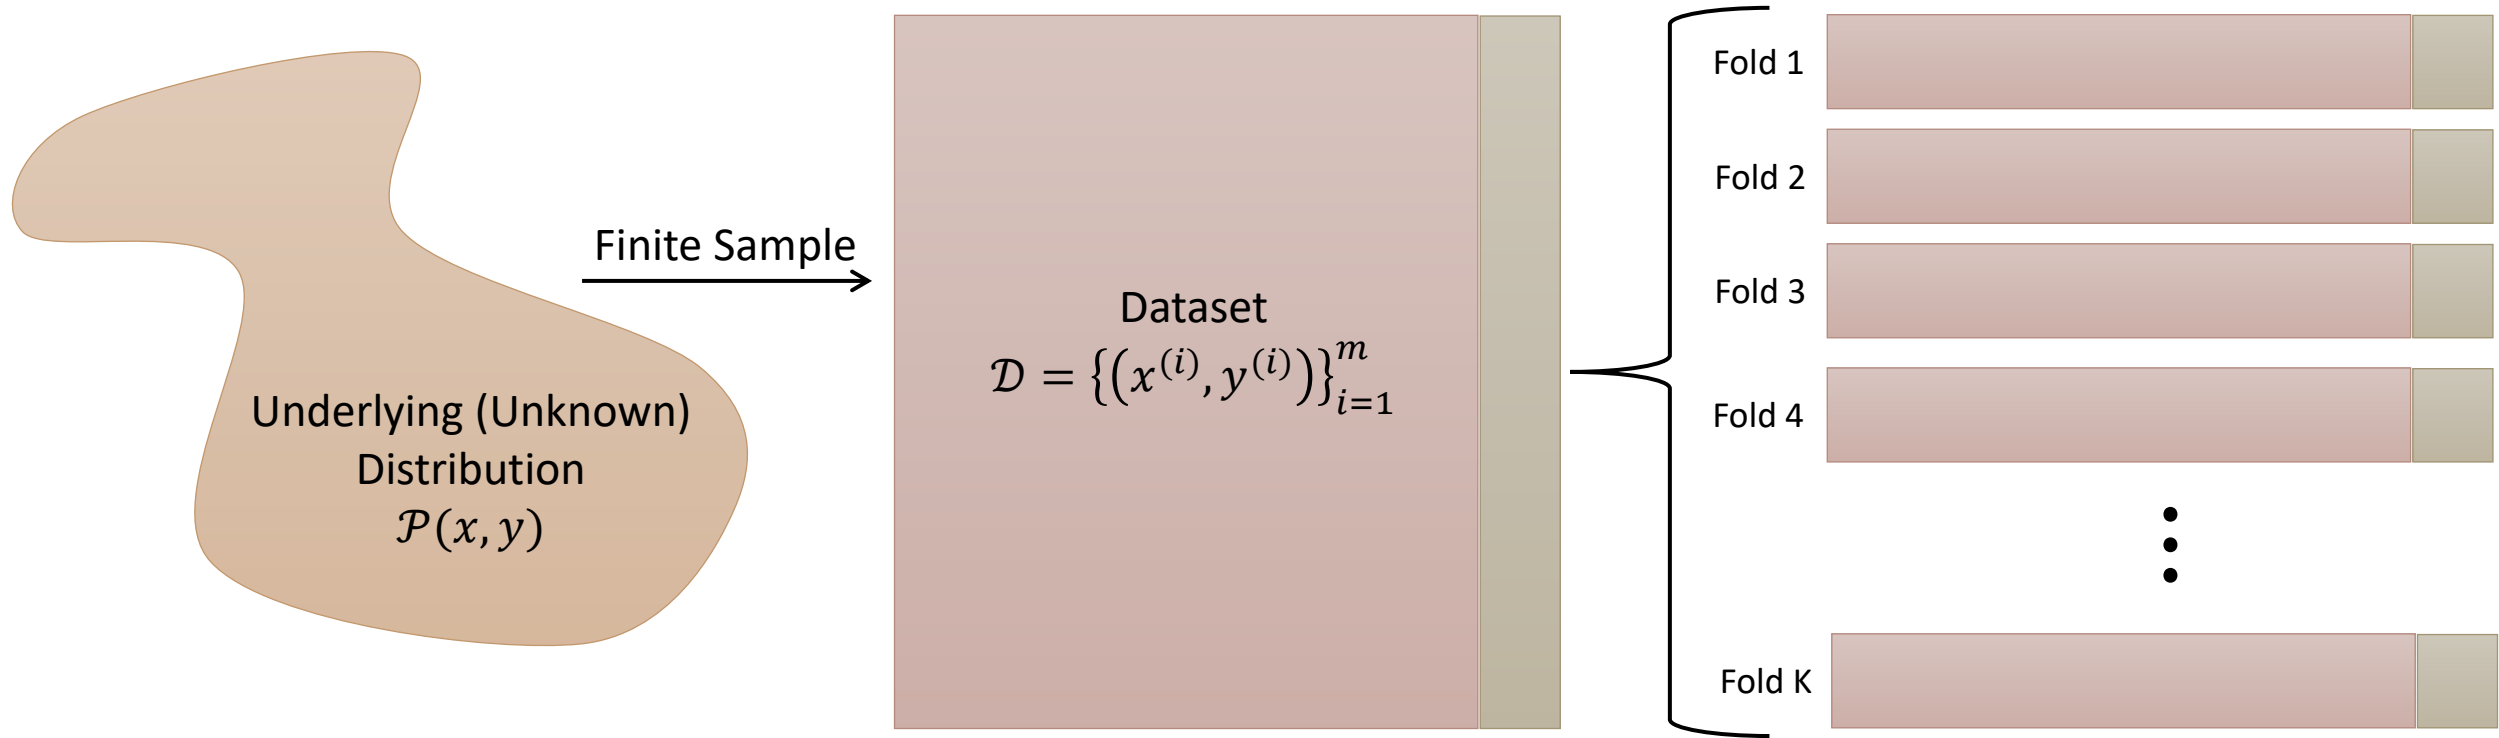 Finite Sample
Underlying (Unknown)
Distribution
𝒫(x, y)
Dataset
𝒟 = {(x^(i), y^(i))}_{i=1}^m
Fold 1
Fold 2
Fold 3
Fold 4
Fold K